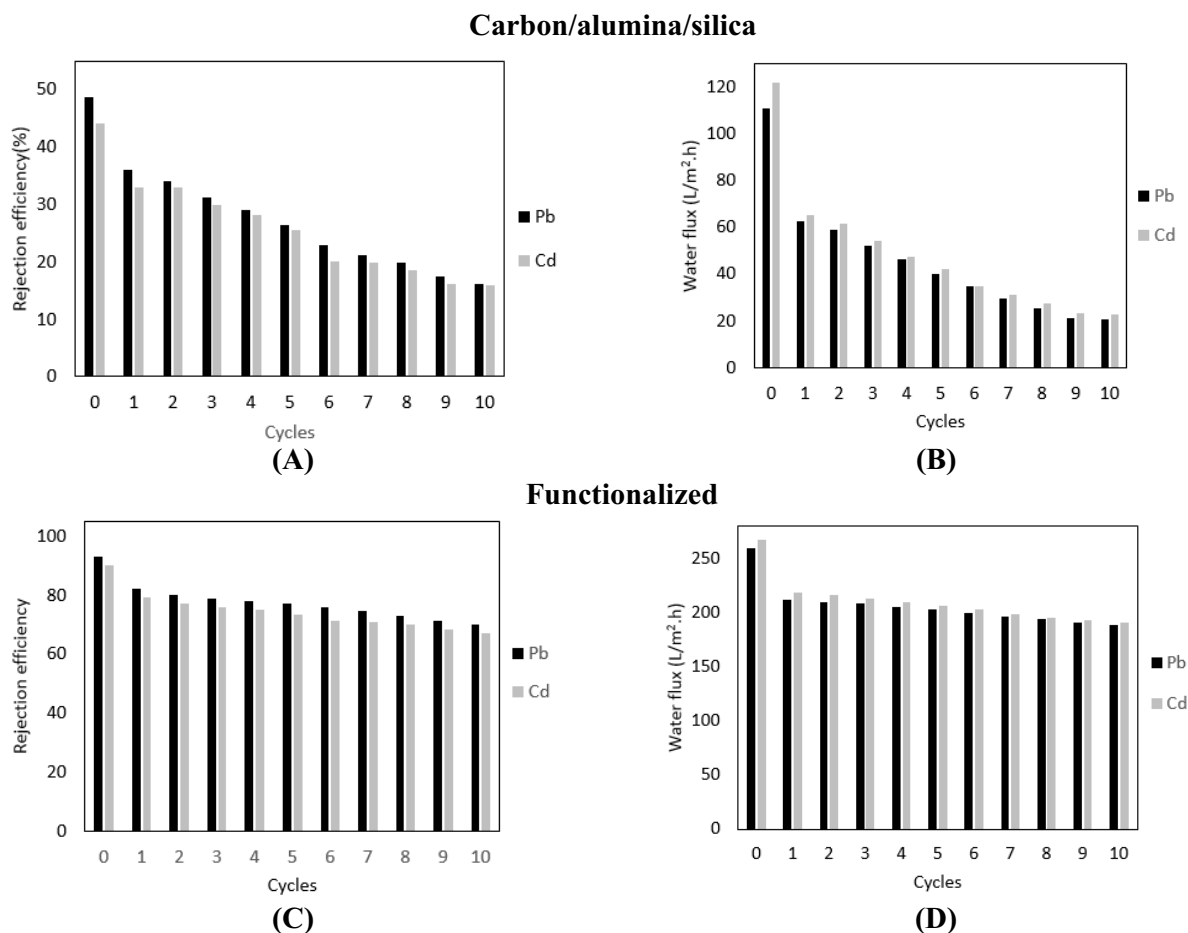 Carbon/alumina/silica
Rejection efficiency(%)
50
40
30
20
10
0
0 1 2 3 4 5 6 7 8 9 10
Cycles
Pb
Cd
(A)
Water flux (L/m².h)
120
100
80
60
40
20
0
0 1 2 3 4 5 6 7 8 9 10
Cycles
Pb
Cd
(B)
Functionalized
Rejection efficiency
100
80
60
40
20
0
0 1 2 3 4 5 6 7 8 9 10
Cycles
Pb
Cd
(C)
Water flux (L/m².h)
250
200
150
100
50
0
0 1 2 3 4 5 6 7 8 9 10
Cycles
Pb
Cd
(D)